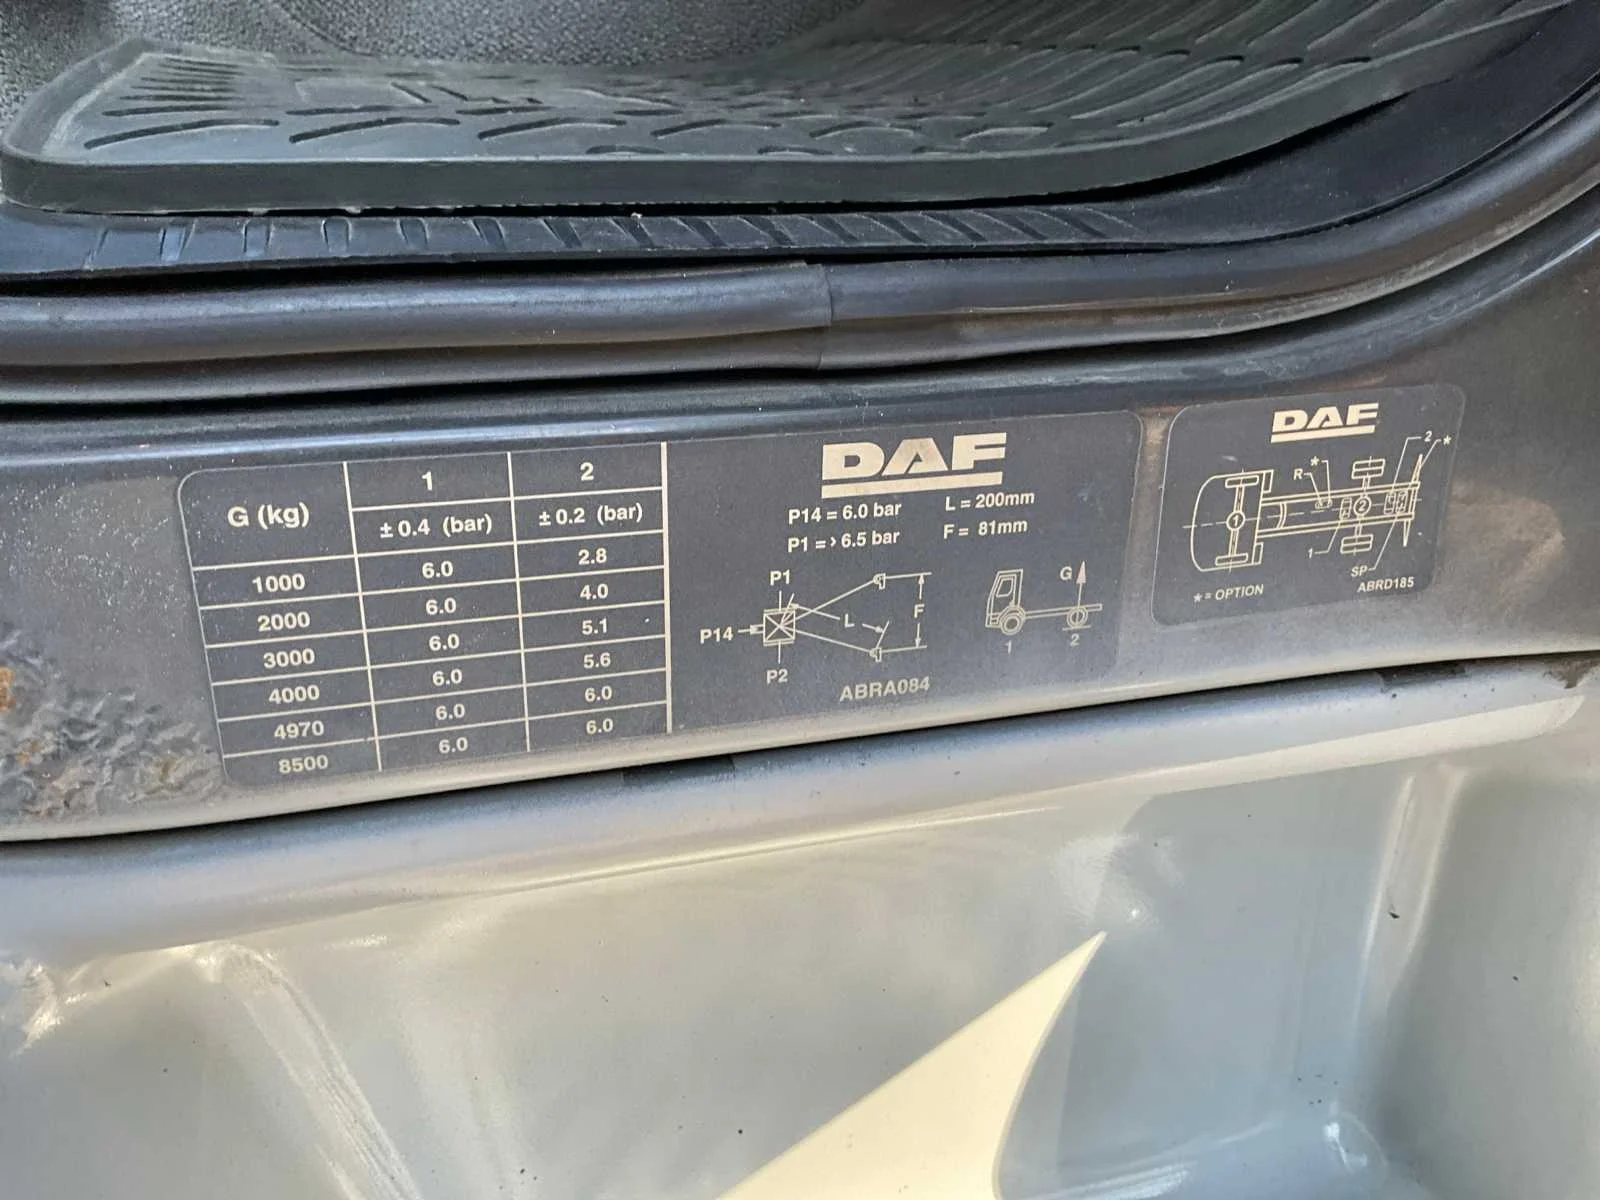 G (kg) 1 2
± 0.4 (bar) ± 0.2 (bar)
1000 6.0 2.8
2000 6.0 4.0
3000 6.0 5.1
4000 6.0 5.6
4970 6.0 6.0
8500 6.0 6.0
DAF
P14 = 6.0 bar L = 200mm
P1 => 6.5 bar F = 81mm
P1
P14
P2
L
F
G
1 2
ABRA084
DAF
2 *
R *
1 2
1
SP
* = OPTION
ABRD185